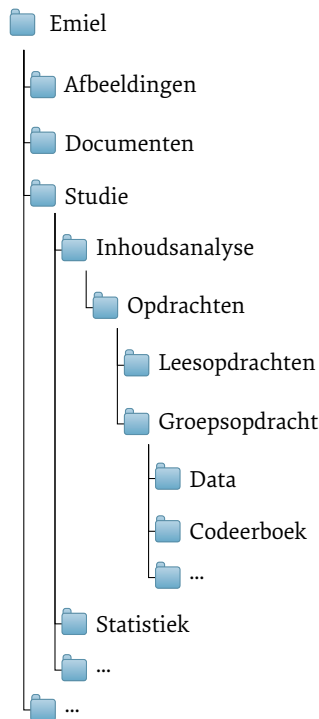 Emiel
Afbeeldingen
Documenten
Studie
Inhoudsanalyse
Opdrachten
Leesopdrachten
Groepsopdracht
Data
Codeerboek
...
Statistiek
...
...